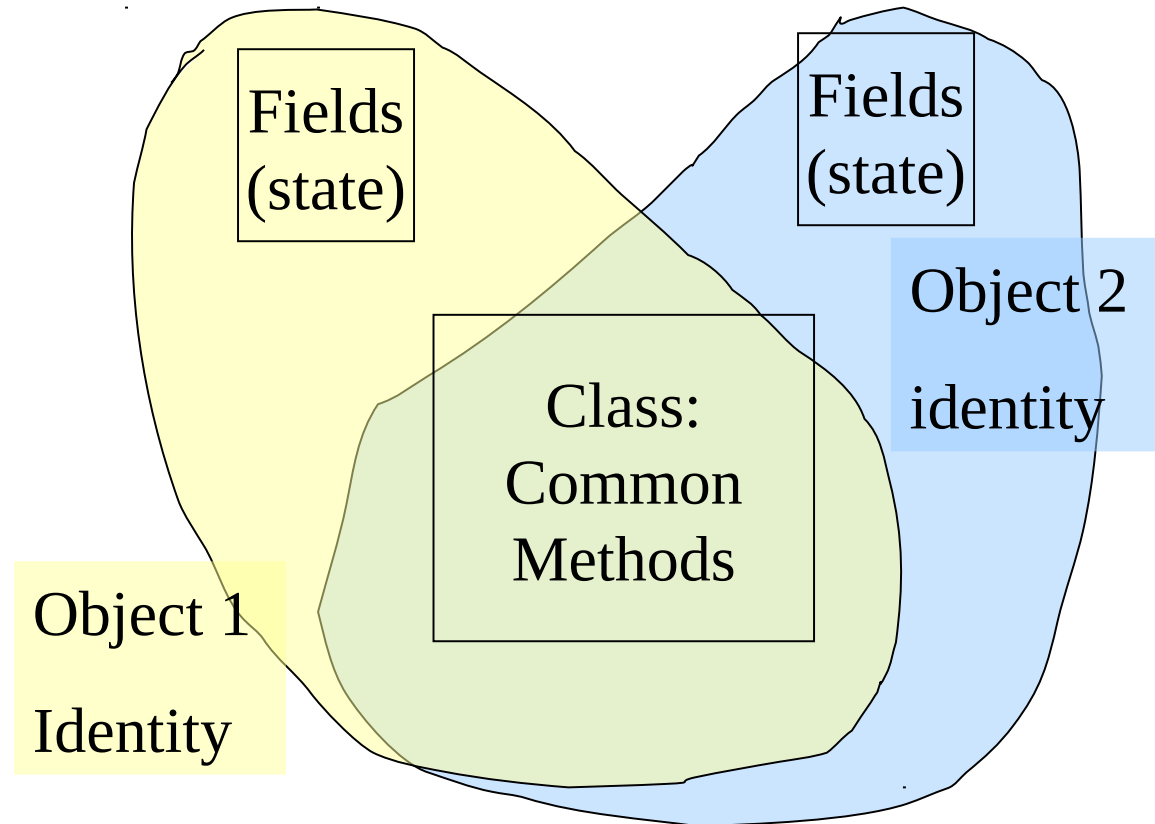 Fields
(state)
Fields
(state)
Object 2
identity
Class:
Common
Methods
Object 1
Identity